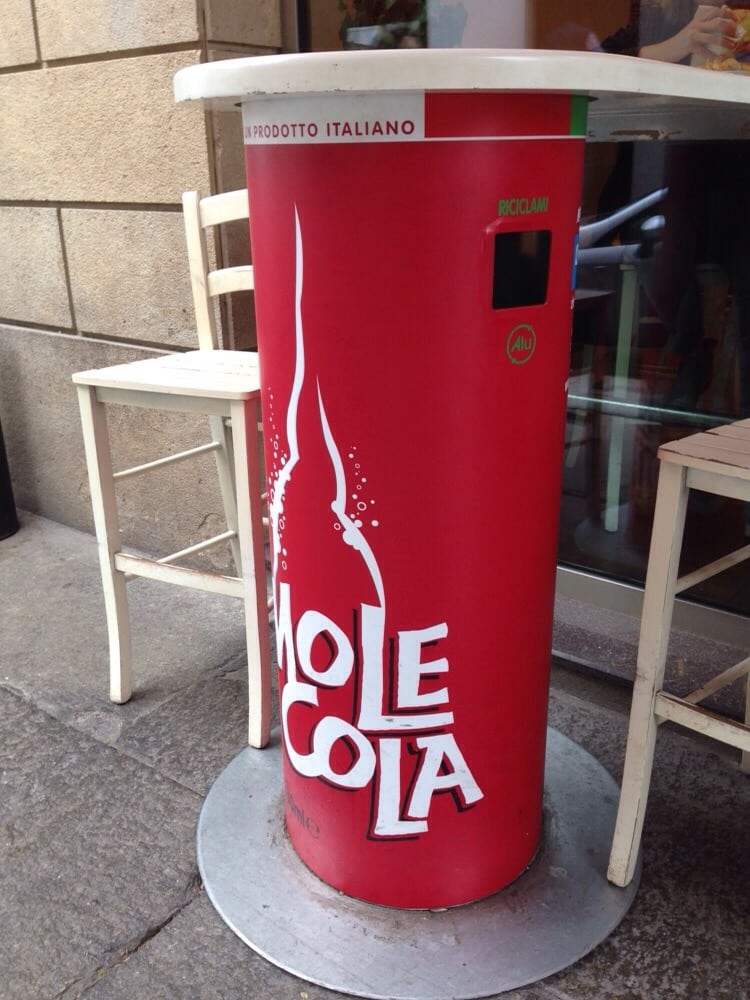 UN PRODOTTO ITALIANO
RICICLAMI
Alu
MOLE
COLA